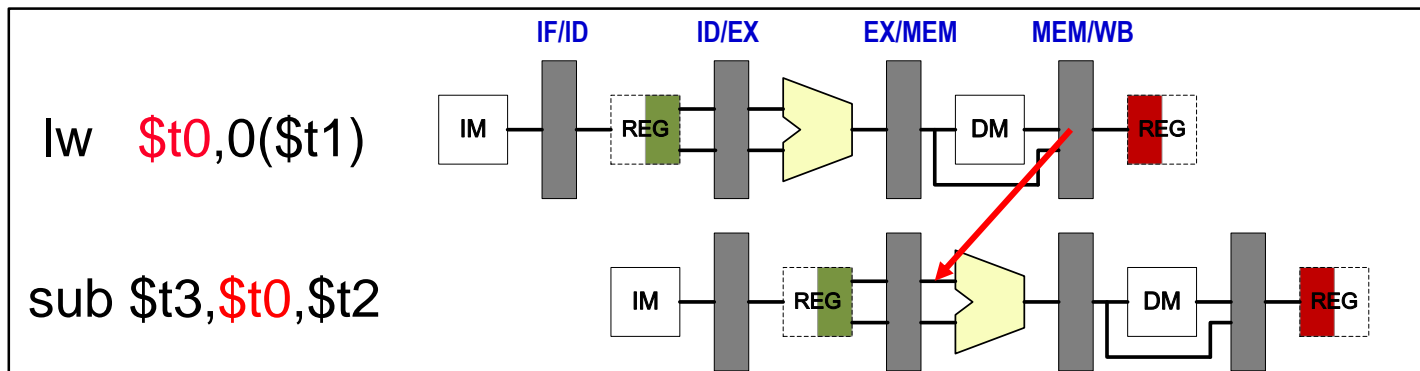 IF/ID ID/EX EX/MEM MEM/WB
lw $t0,0($t1) IM REG DM REG
sub $t3,$t0,$t2 IM REG DM REG